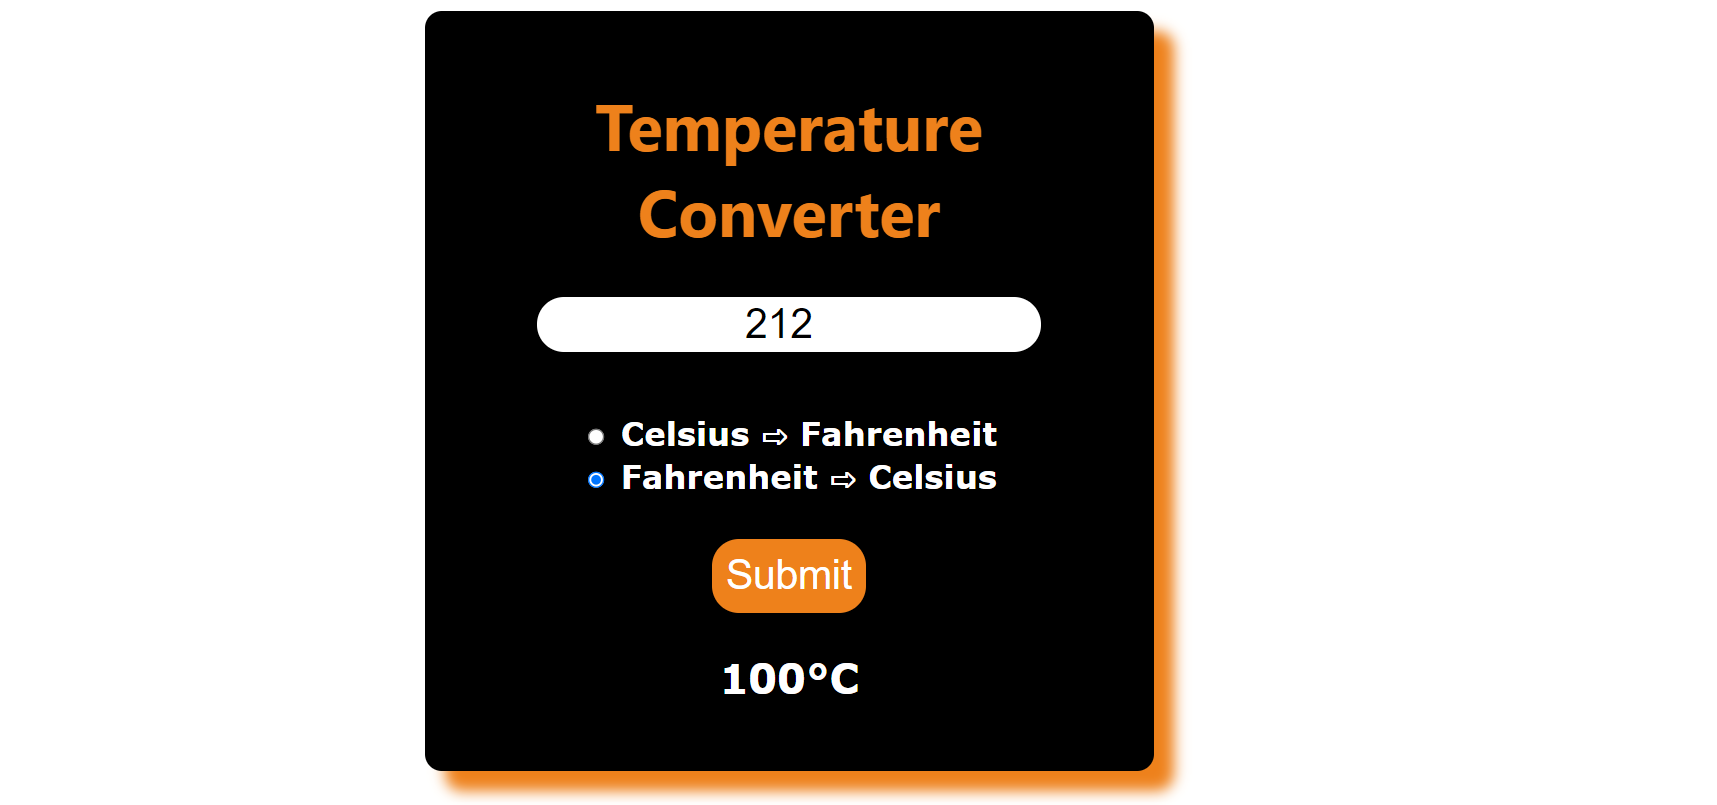 Temperature
Converter
212
Celsius ⇨ Fahrenheit
Fahrenheit ⇨ Celsius
Submit
100°C